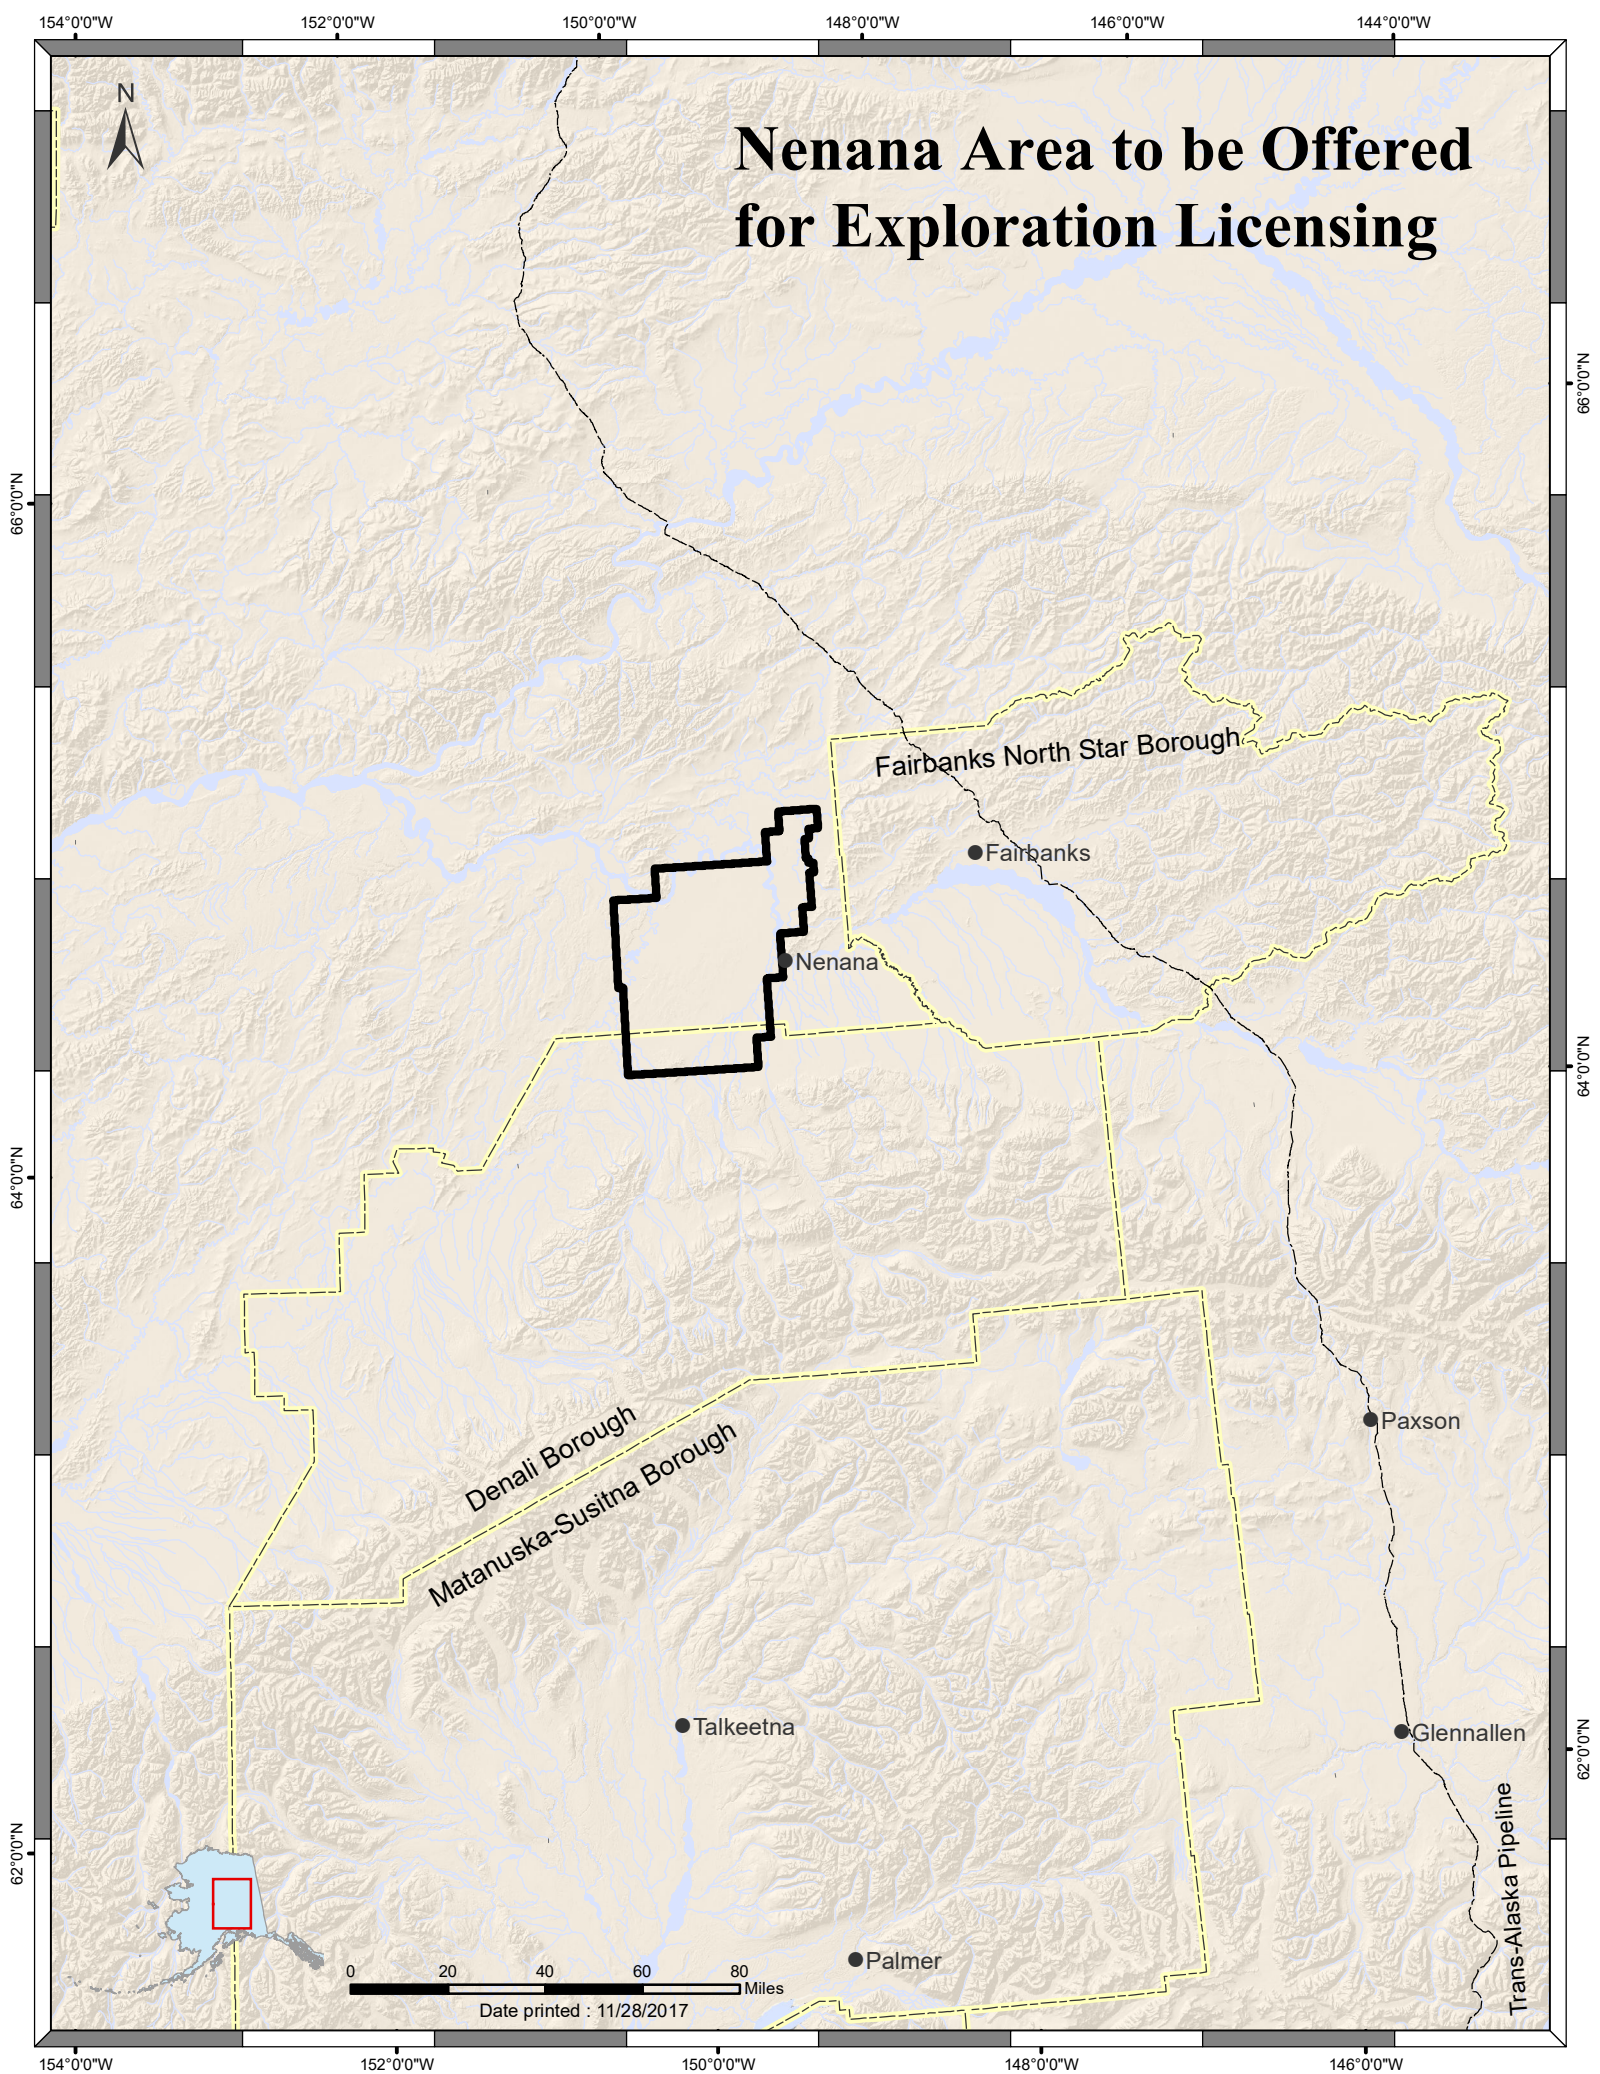 154°0'0"W 152°0'0"W 150°0'0"W 148°0'0"W 146°0'0"W 144°0'0"W
N
Nenana Area to be Offered
for Exploration Licensing
66°0'0"N
66°0'0"N
Fairbanks North Star Borough
Fairbanks
Nenana
64°0'0"N
64°0'0"N
Denali Borough
Matanuska-Susitna Borough
Paxson
Talkeetna
Glennallen
62°0'0"N
62°0'0"N
Trans-Alaska Pipeline
Palmer
0 20 40 60 80
Miles
Date printed : 11/28/2017
154°0'0"W 152°0'0"W 150°0'0"W 148°0'0"W 146°0'0"W